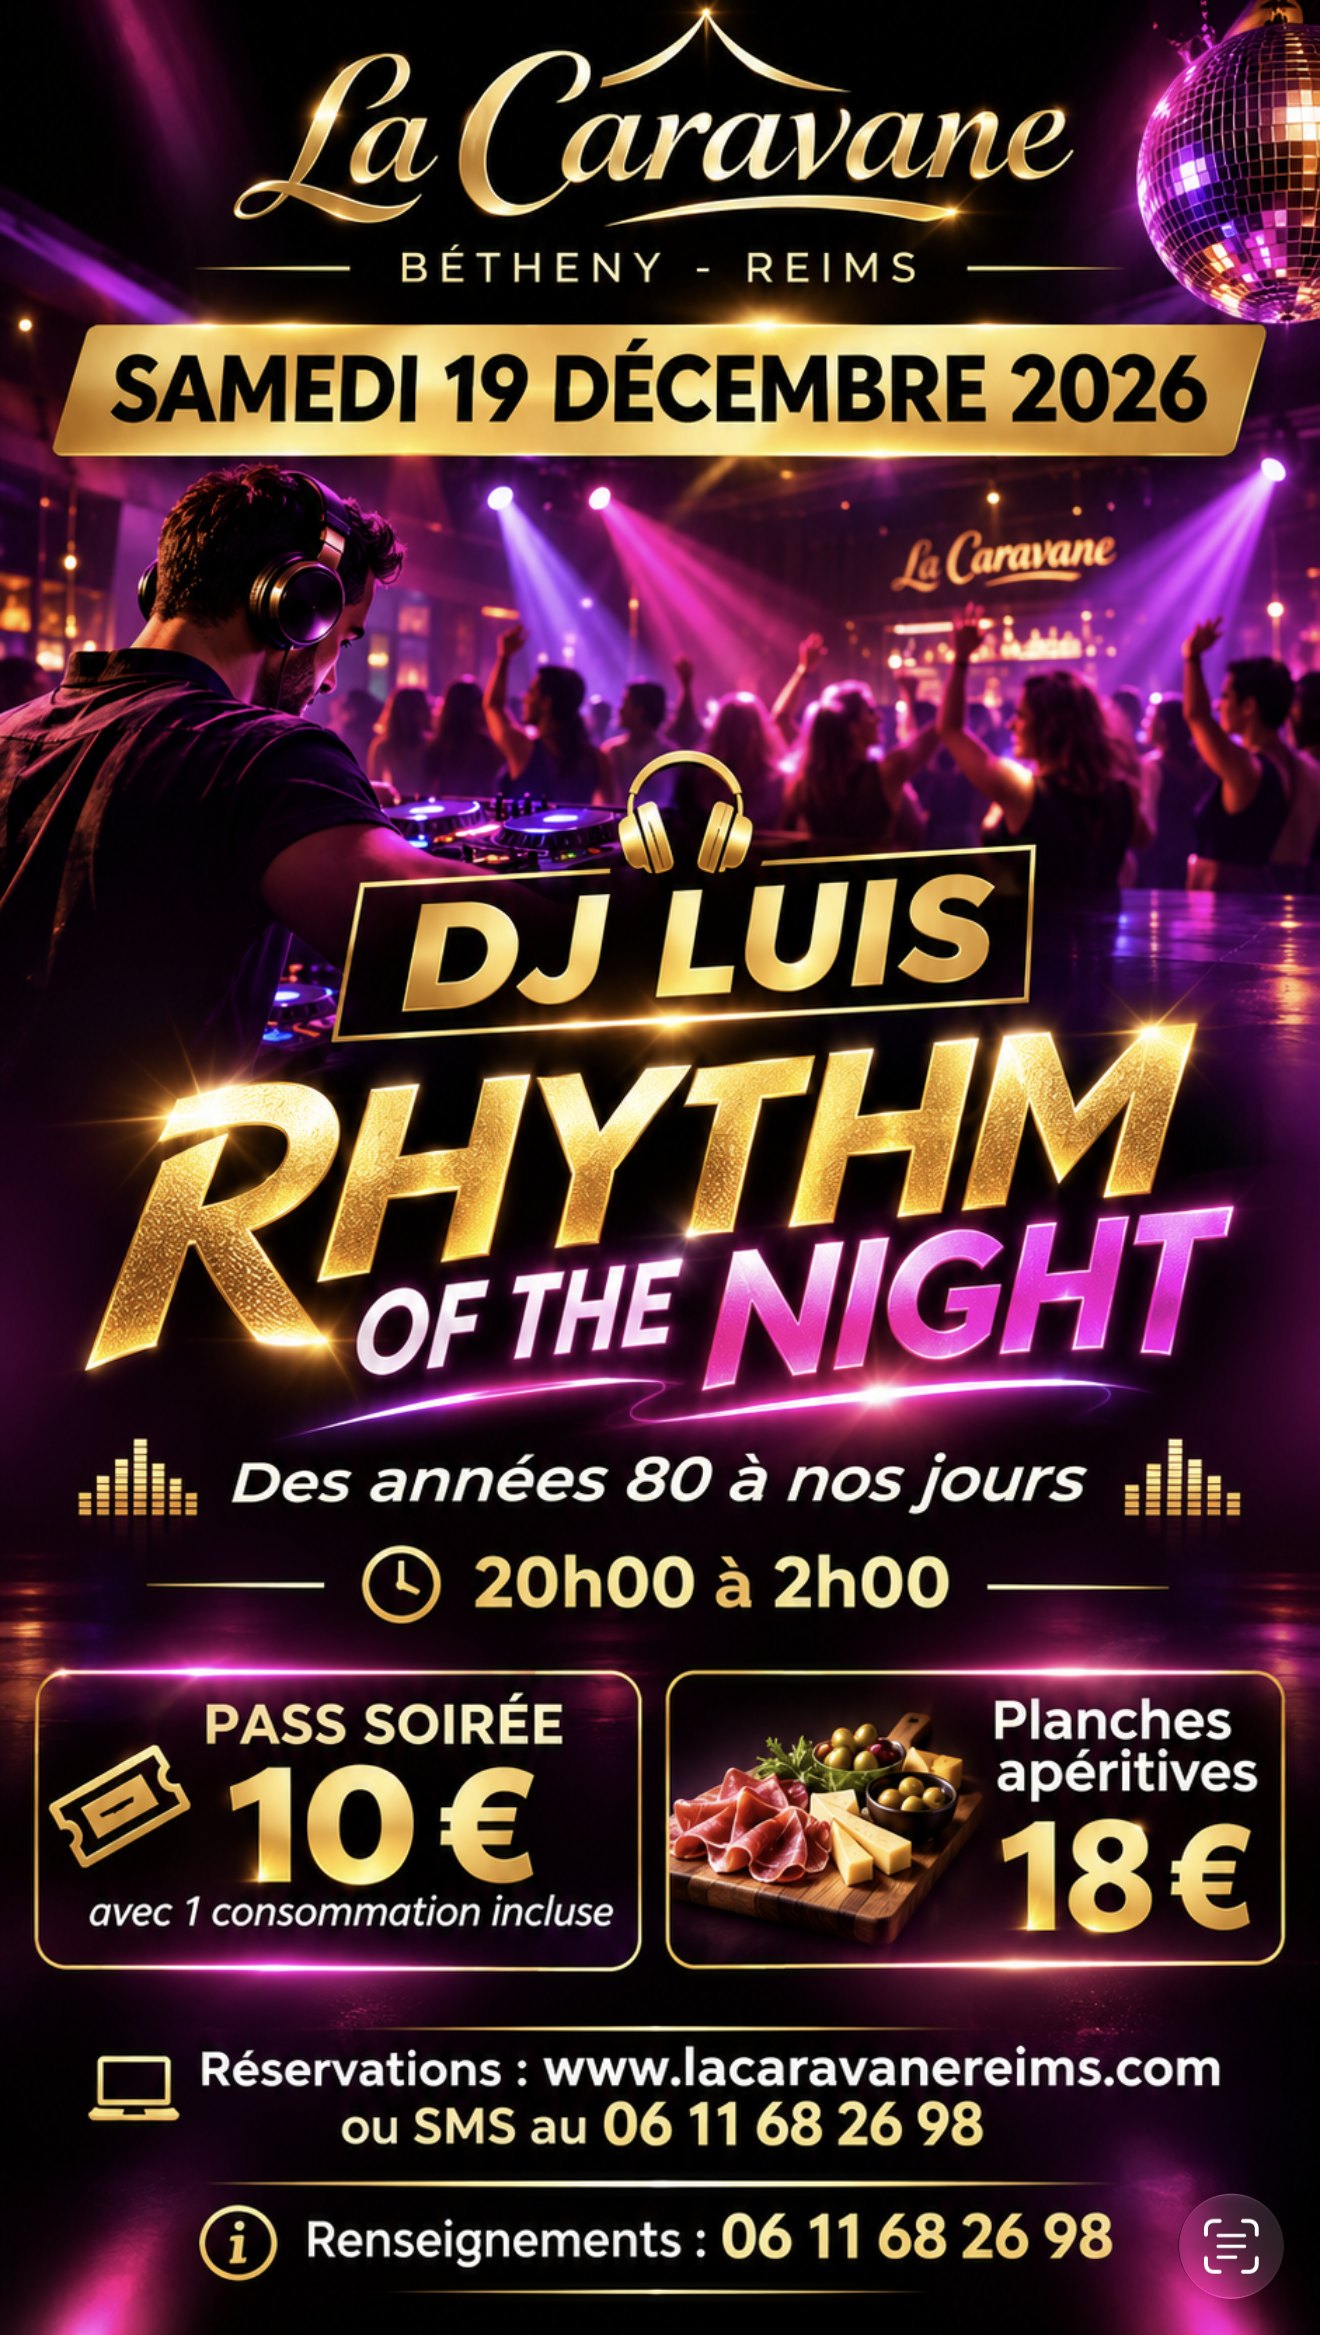 La Caravane
BÉTHENY - REIMS
SAMEDI 19 DÉCEMBRE 2026
La Caravane
DJ LUIS
RHYTHM
OF THE NIGHT
Des années 80 à nos jours
20h00 à 2h00
PASS SOIRÉE
10 €
avec 1 consommation incluse
Planches
apéritives
18 €
Réservations : www.lacaravanereims.com
ou SMS au 06 11 68 26 98
i Renseignements : 06 11 68 26 98